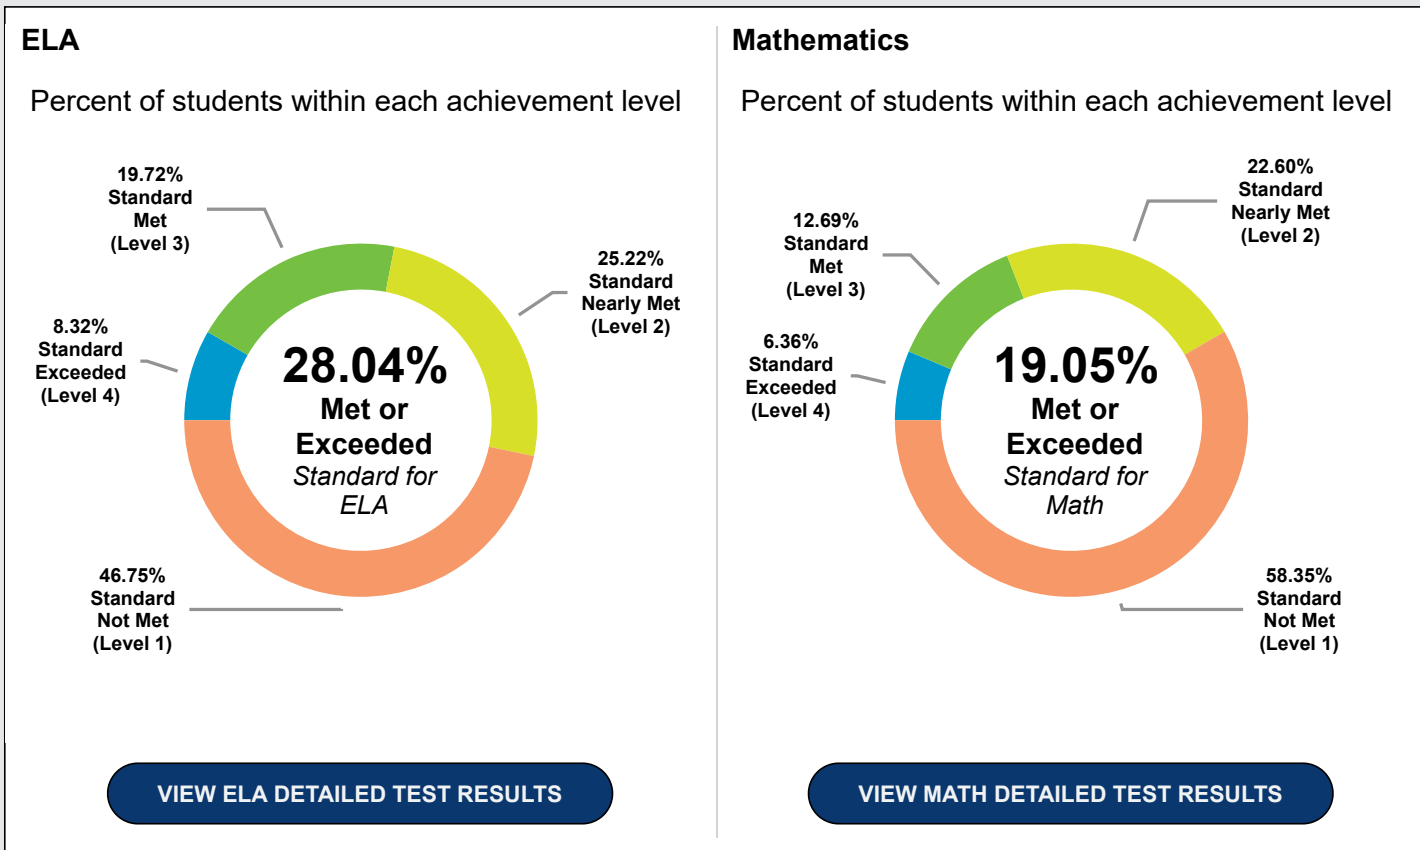 ELA
Percent of students within each achievement level
19.72%
Standard
Met
(Level 3)
25.22%
Standard
Nearly Met
(Level 2)
8.32%
Standard
Exceeded
(Level 4)
28.04%
Met or
Exceeded
Standard for
ELA
46.75%
Standard
Not Met
(Level 1)
VIEW ELA DETAILED TEST RESULTS
Mathematics
Percent of students within each achievement level
22.60%
Standard
Nearly Met
(Level 2)
12.69%
Standard
Met
(Level 3)
6.36%
Standard
Exceeded
(Level 4)
19.05%
Met or
Exceeded
Standard for
Math
58.35%
Standard
Not Met
(Level 1)
VIEW MATH DETAILED TEST RESULTS